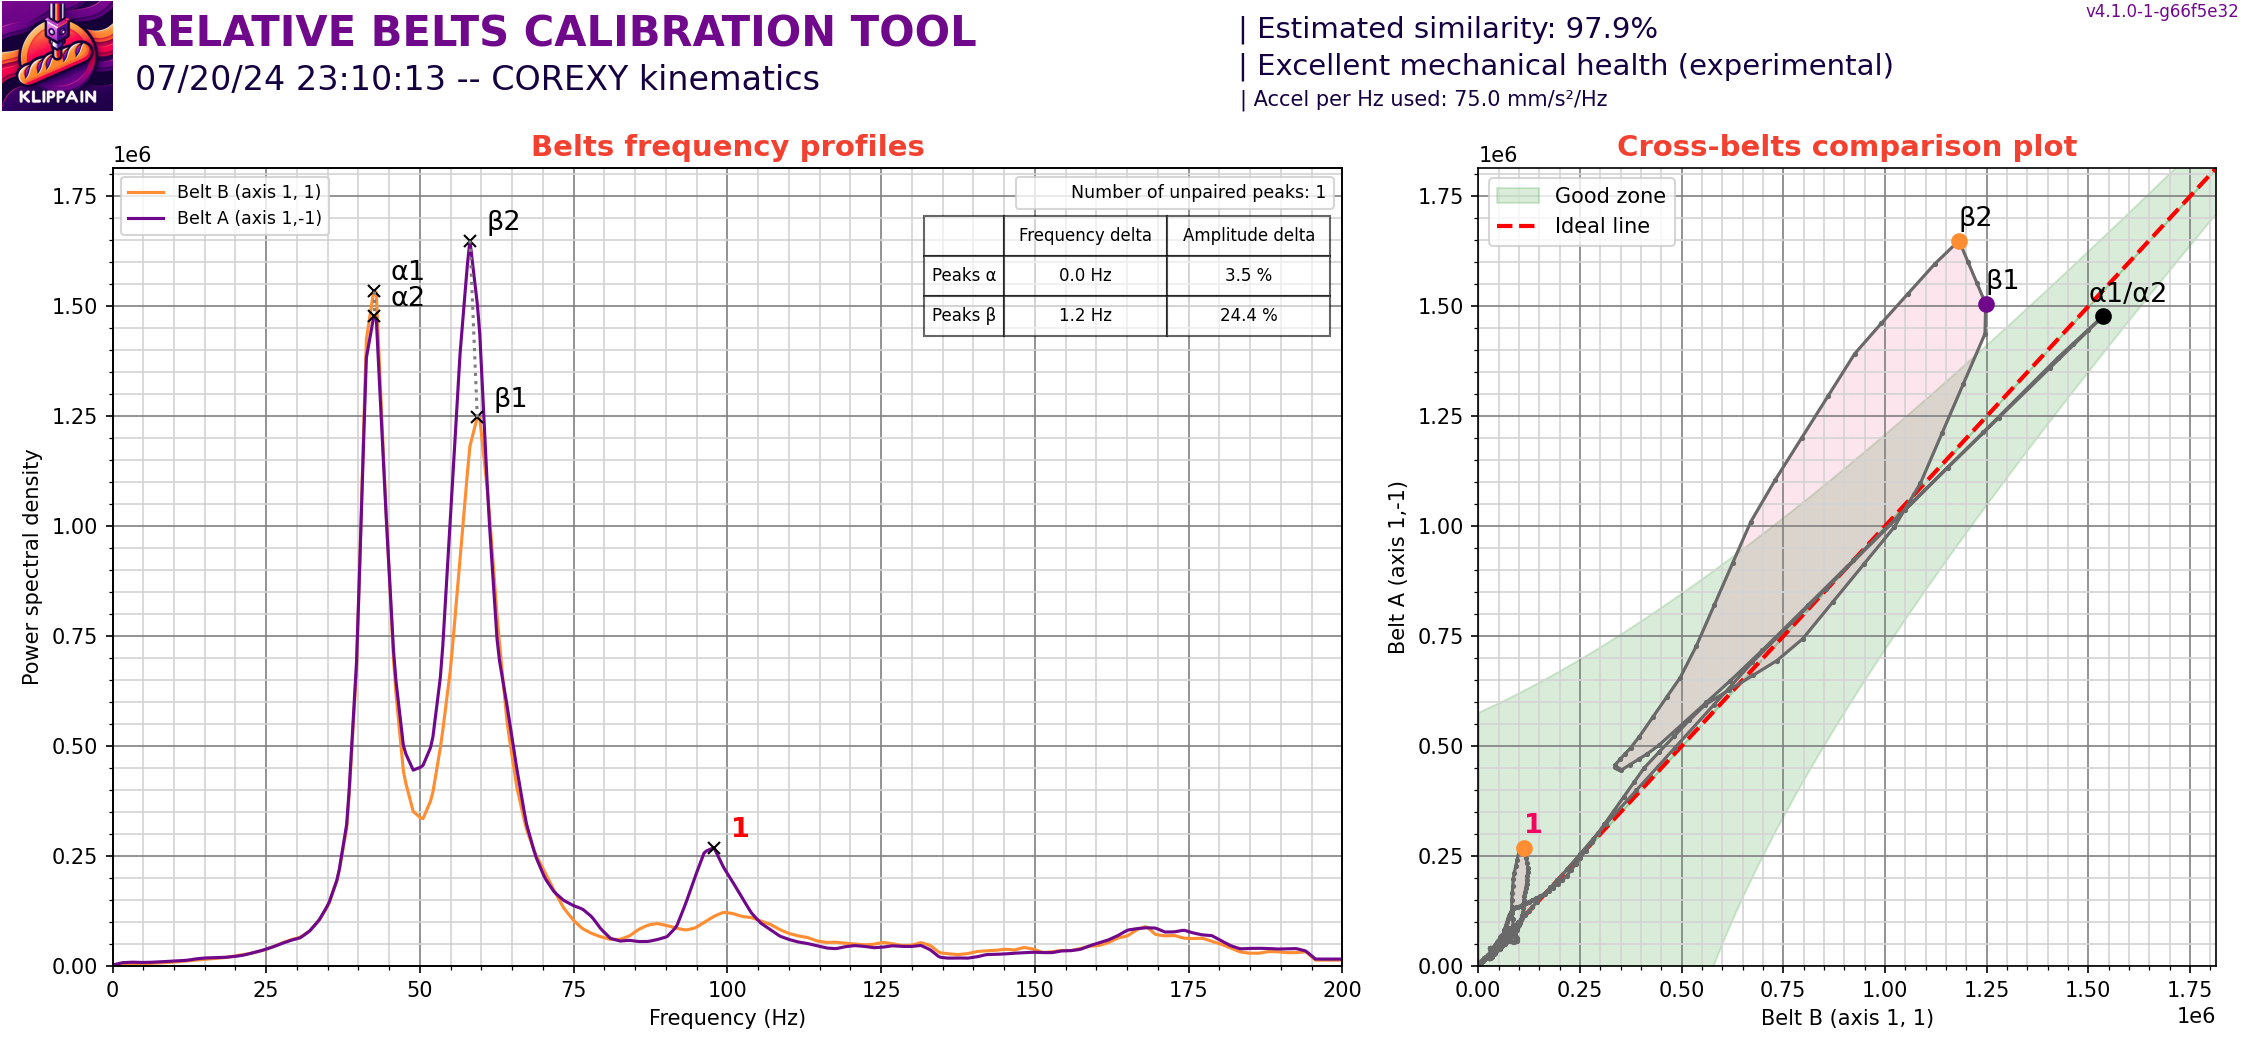 KLIPPAIN
RELATIVE BELTS CALIBRATION TOOL
07/20/24 23:10:13 -- COREXY kinematics
| Estimated similarity: 97.9%
| Excellent mechanical health (experimental)
| Accel per Hz used: 75.0 mm/s²/Hz
v4.1.0-1-g66f5e32
Belts frequency profiles
1e6
Belt B (axis 1, 1)
Belt A (axis 1,-1)
Number of unpaired peaks: 1
Frequency delta Amplitude delta
Peaks α 0.0 Hz 3.5 %
Peaks β 1.2 Hz 24.4 %
α1
α2
β2
β1
1
Power spectral density
1.75
1.50
1.25
1.00
0.75
0.50
0.25
0.00
0 25 50 75 100 125 150 175 200
Frequency (Hz)
Cross-belts comparison plot
1e6
Good zone
Ideal line
β2
β1
α1/α2
1
Belt A (axis 1,-1)
1.75
1.50
1.25
1.00
0.75
0.50
0.25
0.00
0.00 0.25 0.50 0.75 1.00 1.25 1.50 1.75
Belt B (axis 1, 1)
1e6